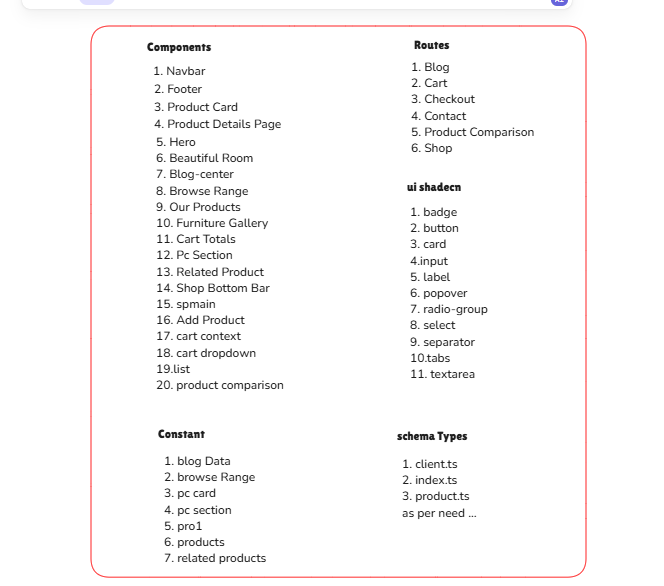 Components
1. Navbar
2. Footer
3. Product Card
4. Product Details Page
5. Hero
6. Beautiful Room
7. Blog-center
8. Browse Range
9. Our Products
10. Furniture Gallery
11. Cart Totals
12. Pc Section
13. Related Product
14. Shop Bottom Bar
15. spmain
16. Add Product
17. cart context
18. cart dropdown
19.list
20. product comparison
Routes
1. Blog
2. Cart
3. Checkout
4. Contact
5. Product Comparison
6. Shop
ui shadecn
1. badge
2. button
3. card
4.input
5. label
6. popover
7. radio-group
8. select
9. separator
10.tabs
11. textarea
Constant
1. blog Data
2. browse Range
3. pc card
4. pc section
5. pro1
6. products
7. related products
schema Types
1. client.ts
2. index.ts
3. product.ts
as per need ...